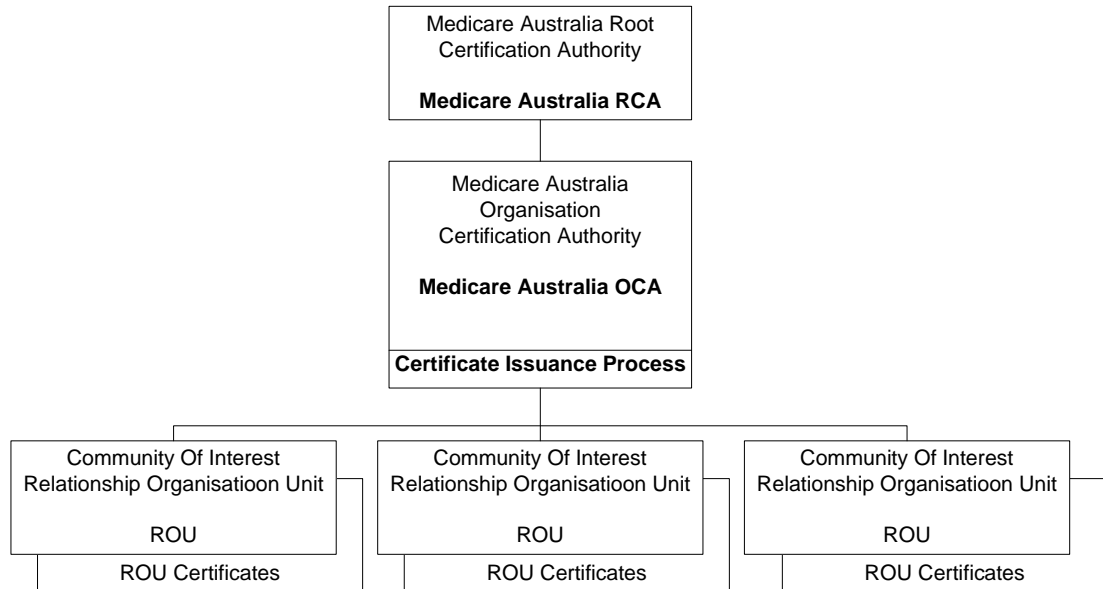 Medicare Australia Root
Certification Authority
Medicare Australia RCA
Medicare Australia
Organisation
Certification Authority
Medicare Australia OCA
Certificate Issuance Process
Community Of Interest
Relationship Organisatioon Unit
ROU
ROU Certificates
Community Of Interest
Relationship Organisatioon Unit
ROU
ROU Certificates
Community Of Interest
Relationship Organisatioon Unit
ROU
ROU Certificates